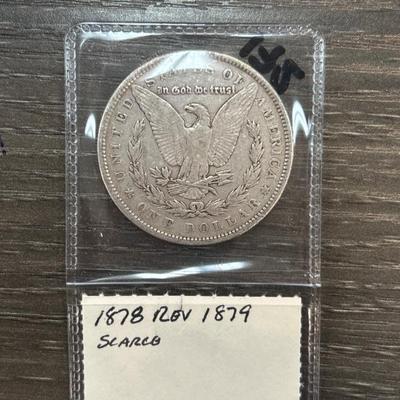 UNITED STATES OF AMERICA
In God we trust
ONE DOLLAR
1878 REV 1879
SCARCE